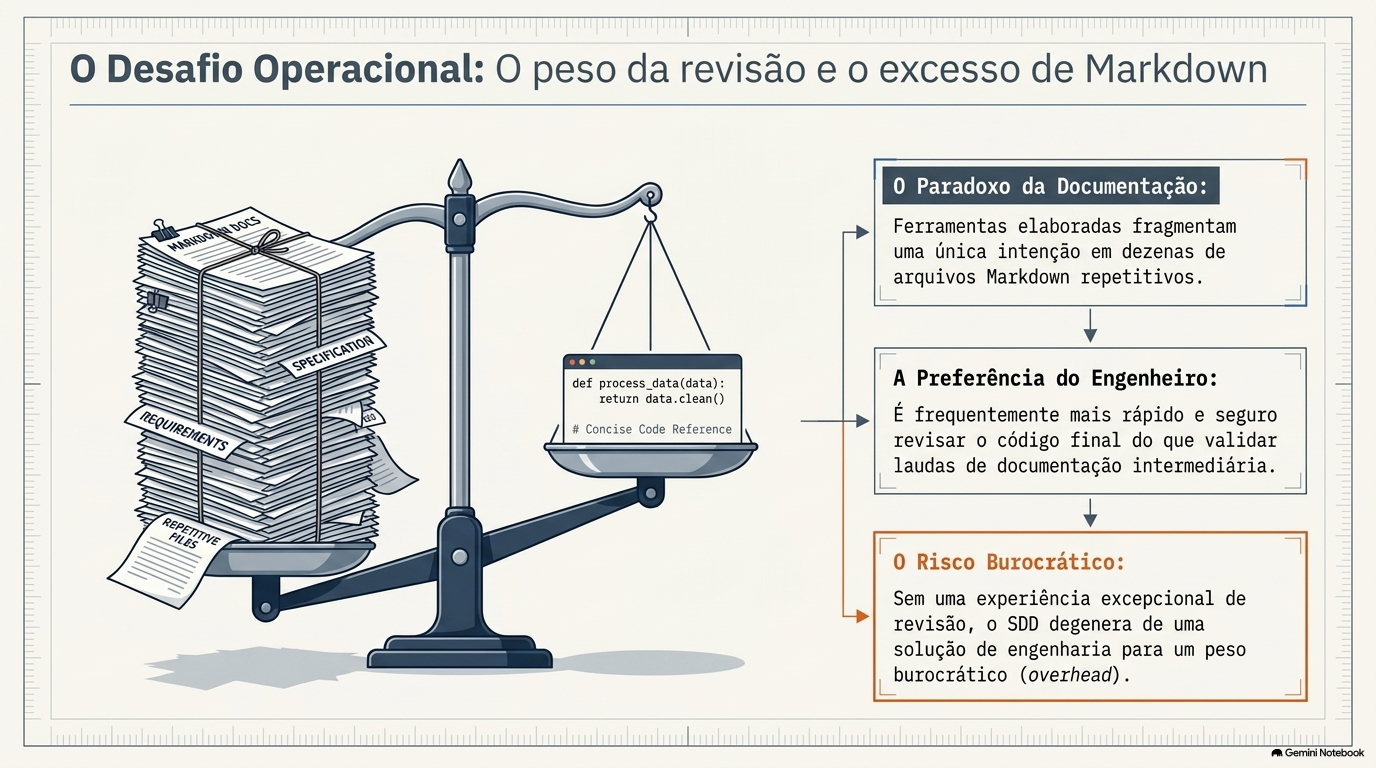 O Desafio Operacional: O peso da revisão e o excesso de Markdown
MARKDOWN DOCS
SPECIFICATION
REQUIREMENTS
REPETITIVE
FILES
def process_data(data):
return data.clean()
# Concise Code Reference
O Paradoxo da Documentação:
Ferramentas elaboradas fragmentam
uma única intenção em dezenas de
arquivos Markdown repetitivos.
A Preferência do Engenheiro:
É frequentemente mais rápido e seguro
revisar o código final do que validar
laudas de documentação intermediária.
O Risco Burocrático:
Sem uma experiência excepcional de
revisão, o SDD degenera de uma
solução de engenharia para um peso
burocrático (overhead).
Gemini Notebook